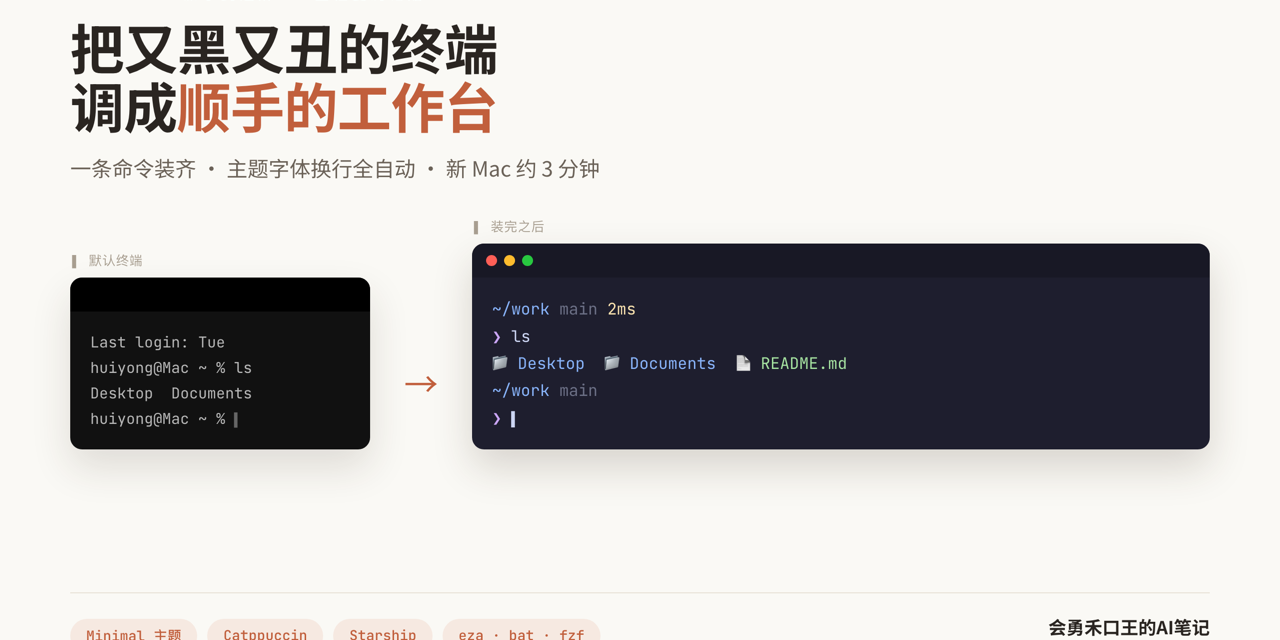 把又黑又丑的终端
调成顺手的工作台
一条命令装齐 · 主题字体换行全自动 · 新 Mac 约 3 分钟
默认终端
Last login: Tue
huiyong@Mac ~ % ls
Desktop  Documents
huiyong@Mac ~ %
装完之后
~/work main 2ms
❯ ls
Desktop  Documents  README.md
~/work main
❯
Minimal 主题
Catppuccin
Starship
eza · bat · fzf
会勇禾口王的AI笔记